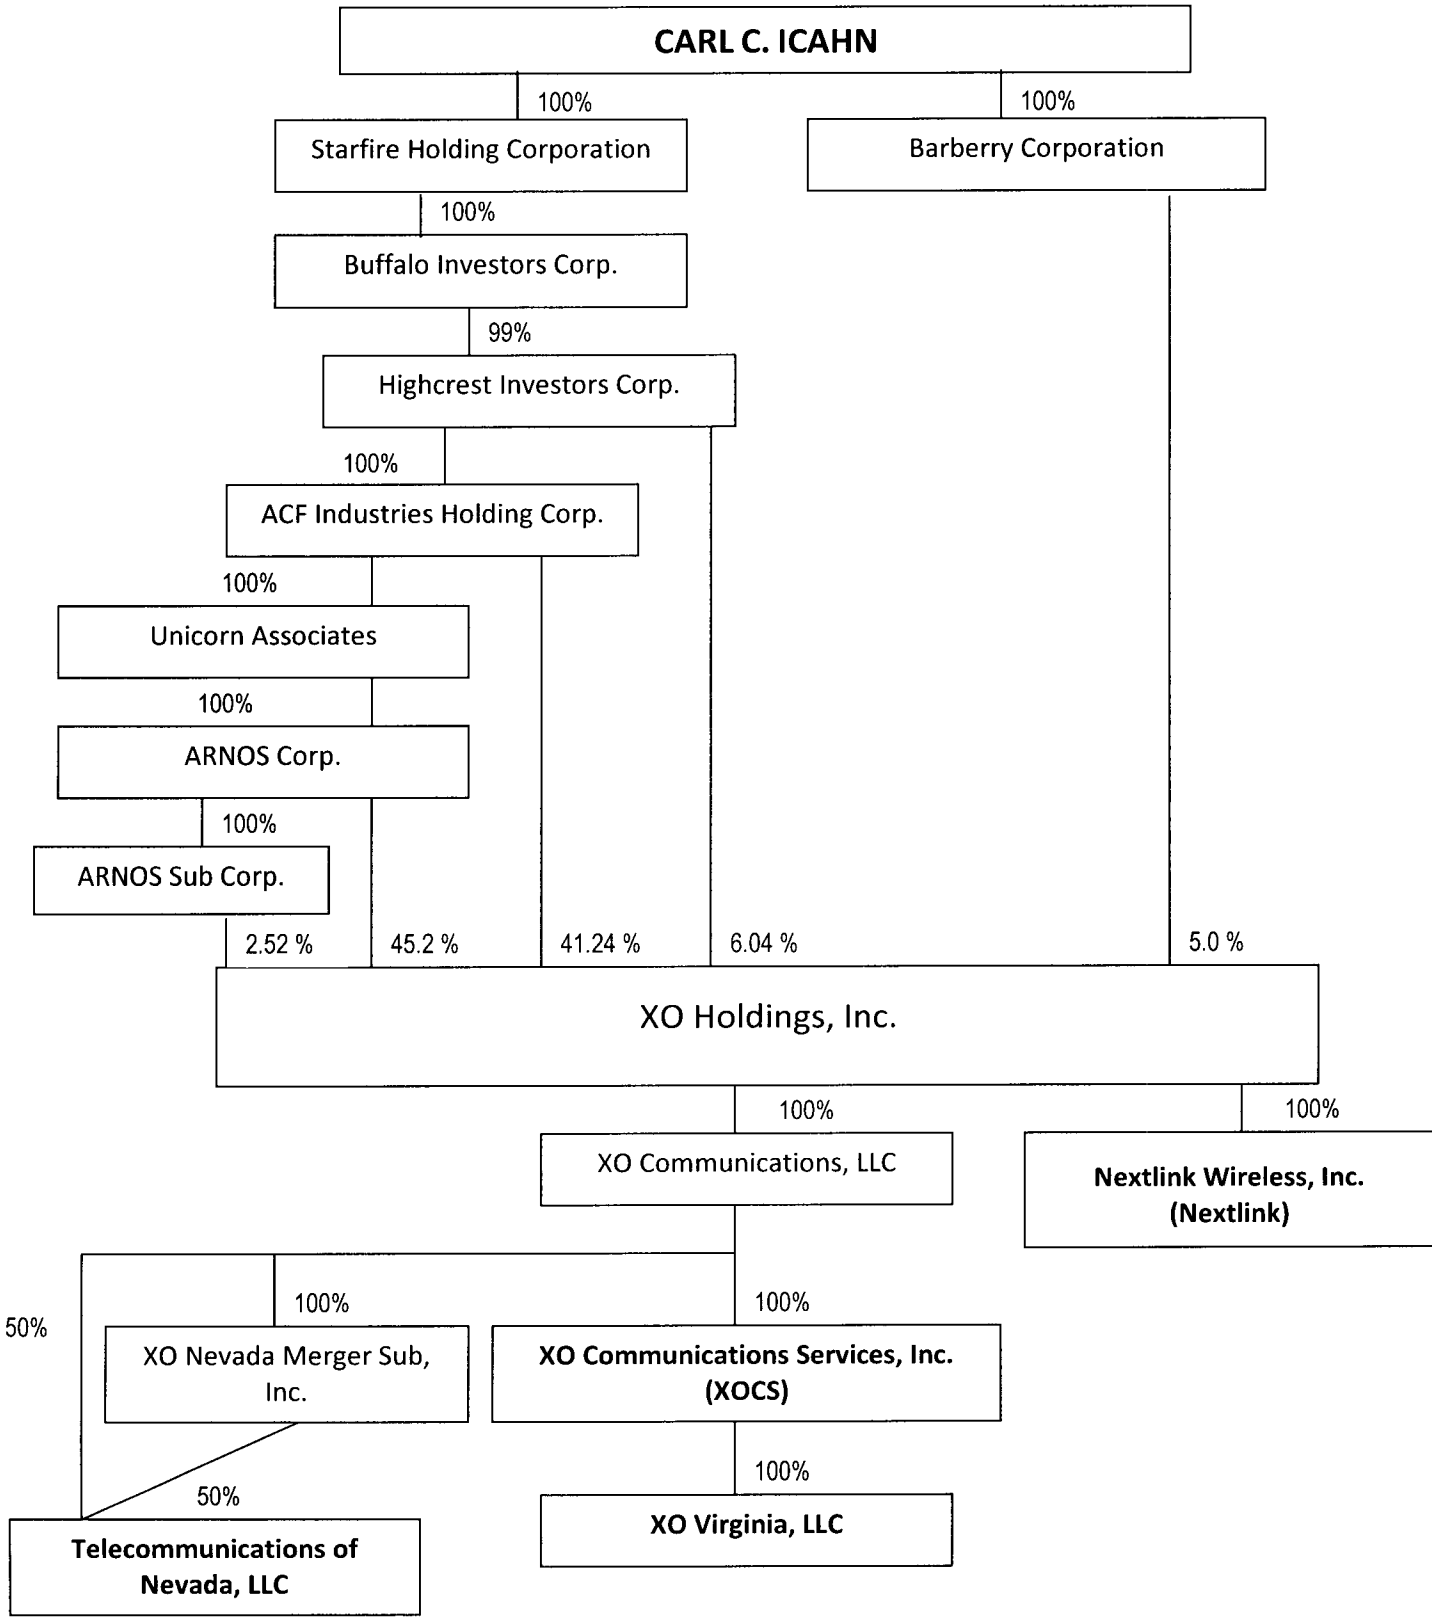 CARL C. ICAHN
100%
100%
Starfire Holding Corporation
Barberry Corporation
100%
Buffalo Investors Corp.
99%
Highcrest Investors Corp.
100%
ACF Industries Holding Corp.
100%
Unicorn Associates
100%
ARNOS Corp.
100%
ARNOS Sub Corp.
2.52 %
45.2 %
41.24 %
6.04 %
5.0 %
XO Holdings, Inc.
100%
100%
XO Communications, LLC
Nextlink Wireless, Inc.
(Nextlink)
50%
100%
100%
XO Nevada Merger Sub,
Inc.
XO Communications Services, Inc.
(XOCS)
50%
100%
Telecommunications of
Nevada, LLC
XO Virginia, LLC